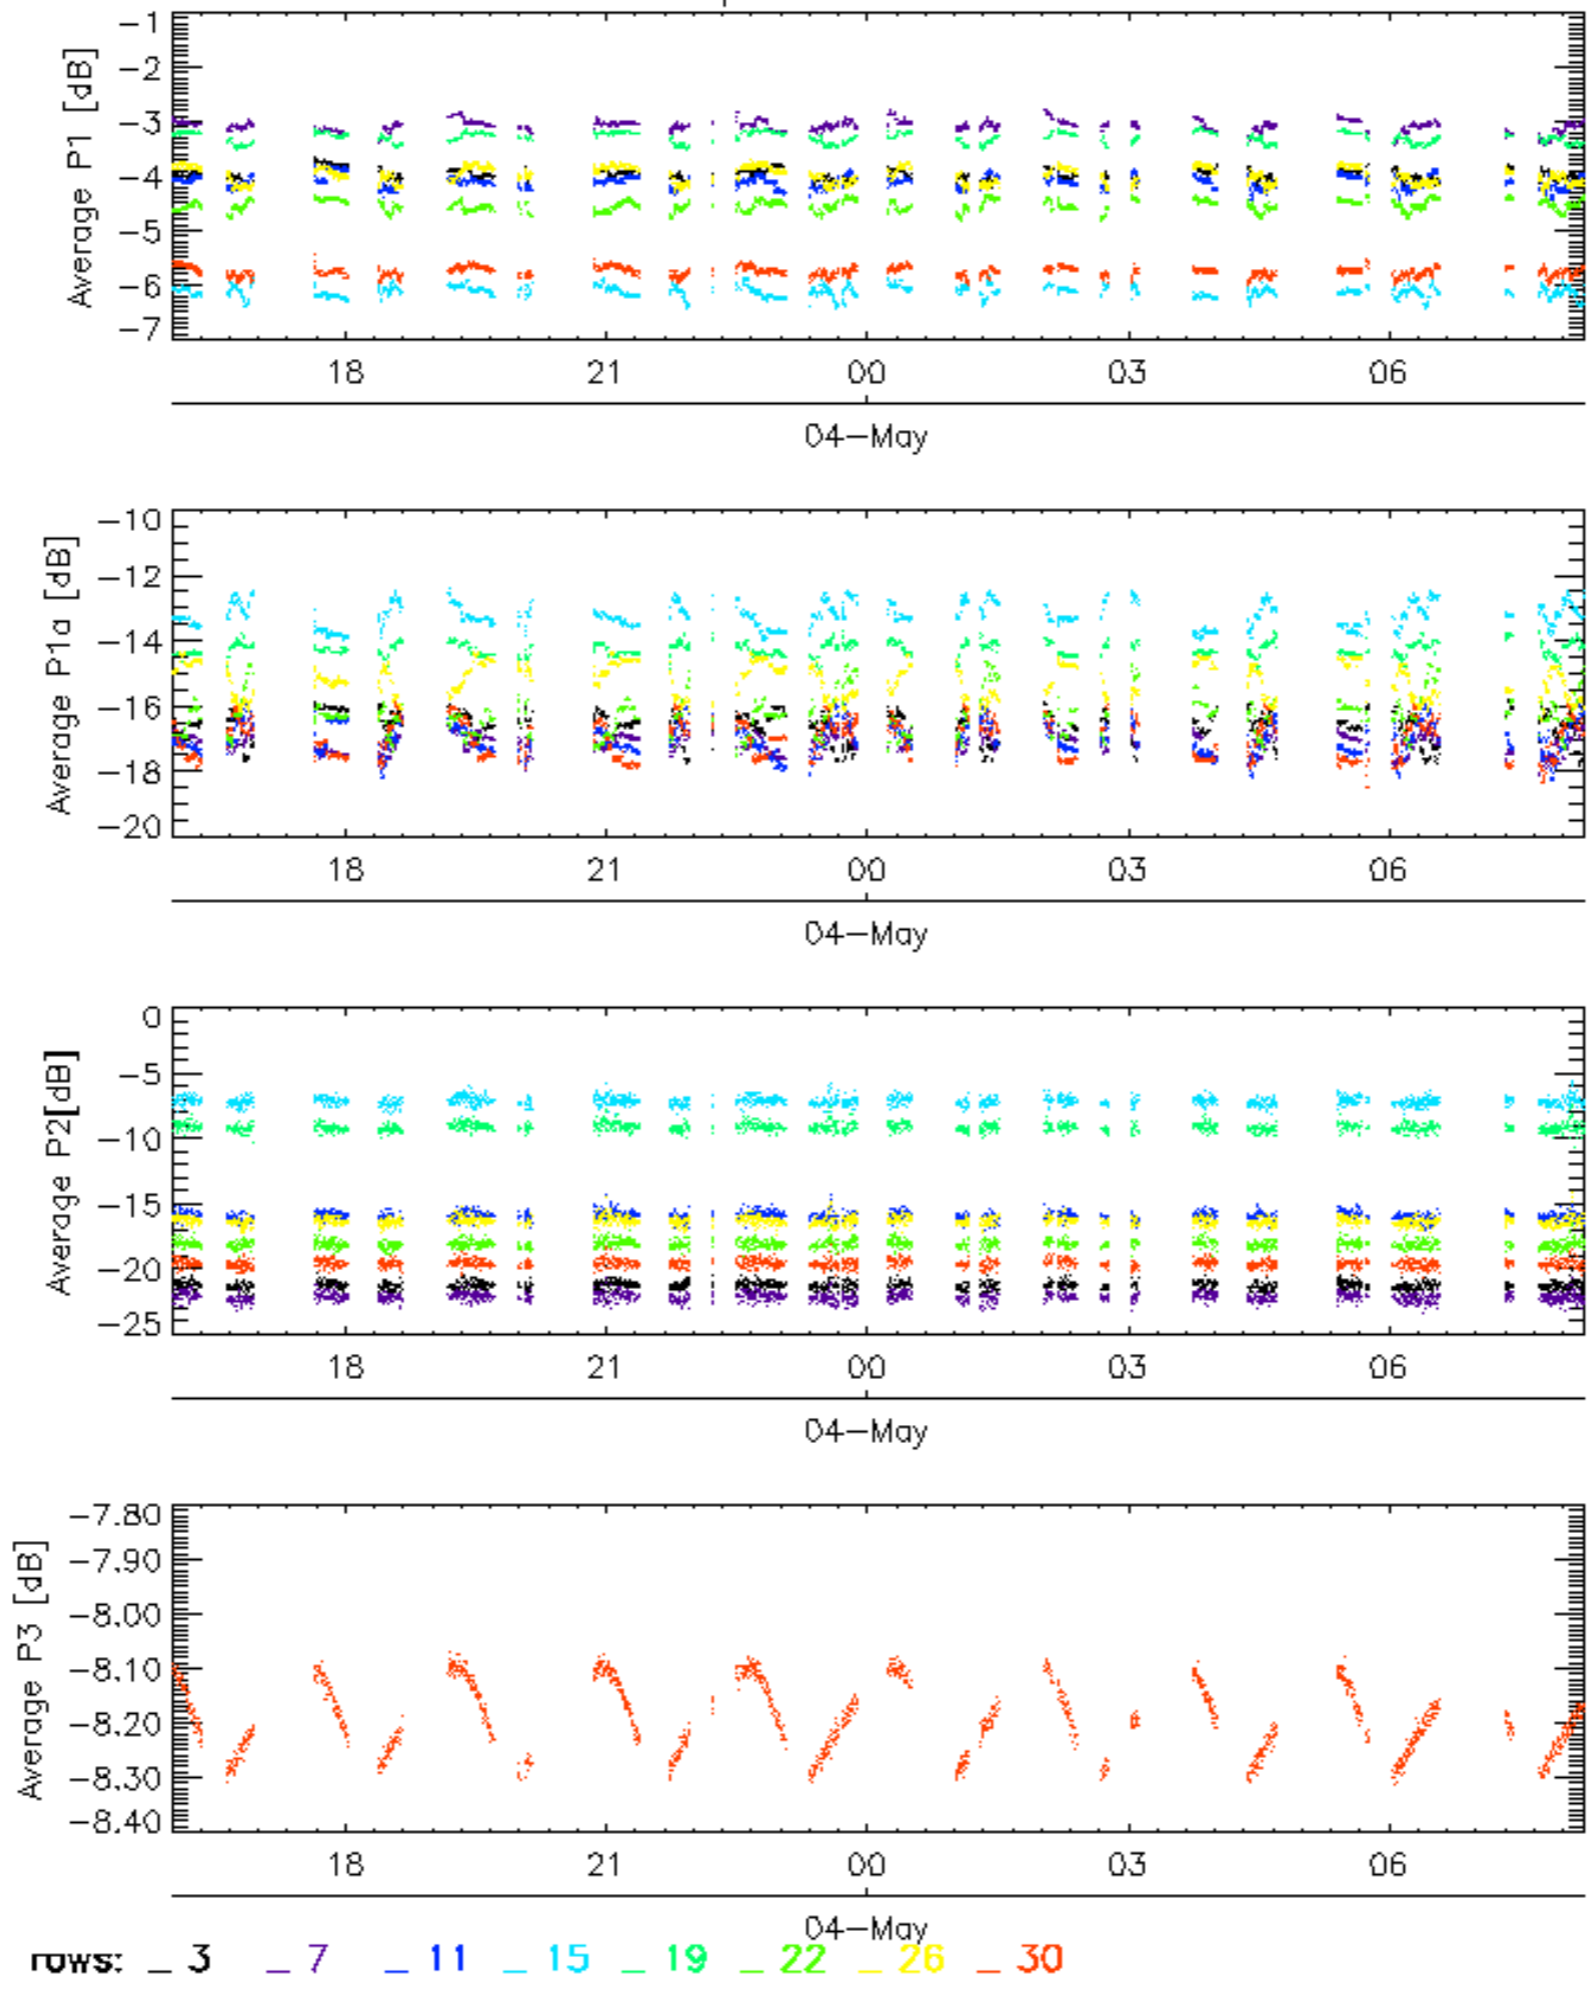 Average P1 [dB]
-1
-2
-3
-4
-5
-6
-7
18 21 00 03 06
04-May
Average P1a [dB]
-10
-12
-14
-16
-18
-20
18 21 00 03 06
04-May
Average P2[dB]
0
-5
-10
-15
-20
-25
18 21 00 03 06
04-May
Average P3 [dB]
-7.80
-7.90
-8.00
-8.10
-8.20
-8.30
-8.40
18 21 00 03 06
04-May
rows: _ 3 _ 7 _ 11 _ 15 _ 19 _ 22 _ 26 _ 30